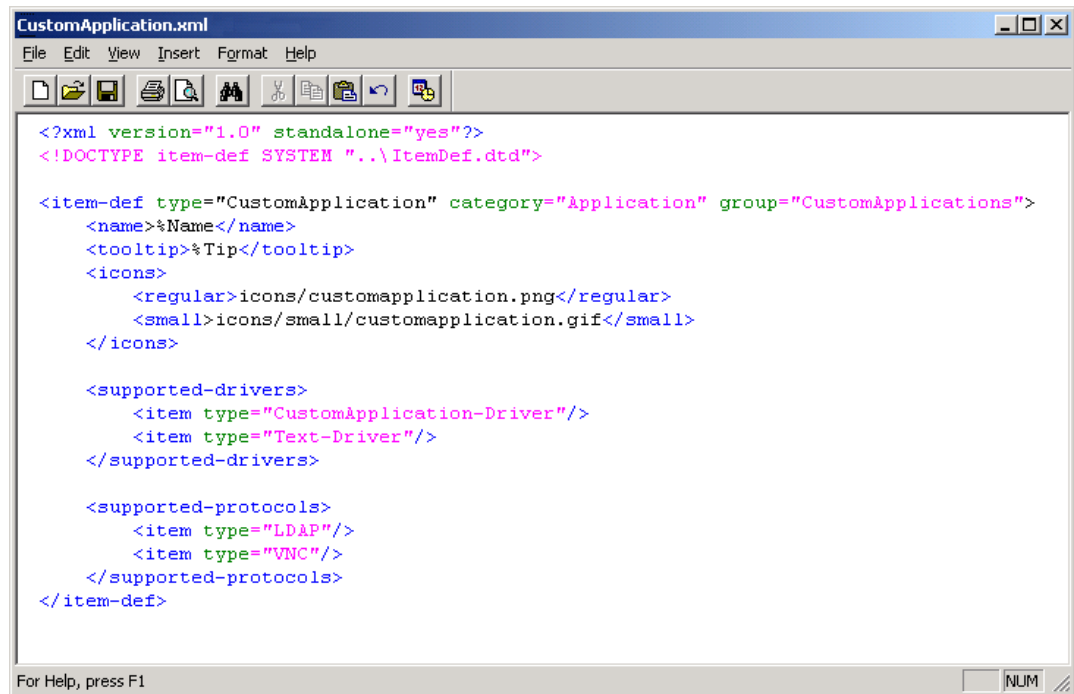 CustomApplication.xml
File Edit View Insert Format Help
<?xml version="1.0" standalone="yes"?>
<!DOCTYPE item-def SYSTEM "..\ItemDef.dtd">
<item-def type="CustomApplication" category="Application" group="CustomApplications">
<name>%Name</name>
<tooltip>%Tip</tooltip>
<icons>
<regular>icons/customapplication.png</regular>
<small>icons/small/customapplication.gif</small>
</icons>
<supported-drivers>
<item type="CustomApplication-Driver"/>
<item type="Text-Driver"/>
</supported-drivers>
<supported-protocols>
<item type="LDAP"/>
<item type="VNC"/>
</supported-protocols>
</item-def>
For Help, press F1 NUM